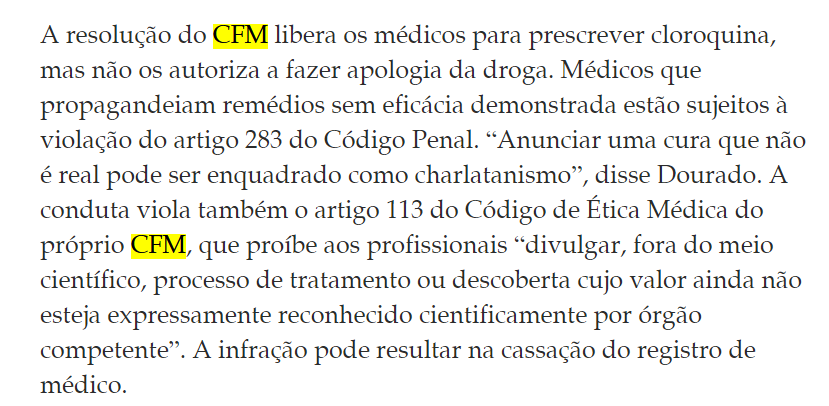 A resolução do CFM libera os médicos para prescrever cloroquina,
mas não os autoriza a fazer apologia da droga. Médicos que
propagandeiam remédios sem eficácia demonstrada estão sujeitos à
violação do artigo 283 do Código Penal. “Anunciar uma cura que não
é real pode ser enquadrado como charlatanismo”, disse Dourado. A
conduta viola também o artigo 113 do Código de Ética Médica do
próprio CFM, que proíbe aos profissionais “divulgar, fora do meio
científico, processo de tratamento ou descoberta cujo valor ainda não
esteja expressamente reconhecido cientificamente por órgão
competente”. A infração pode resultar na cassação do registro de
médico.